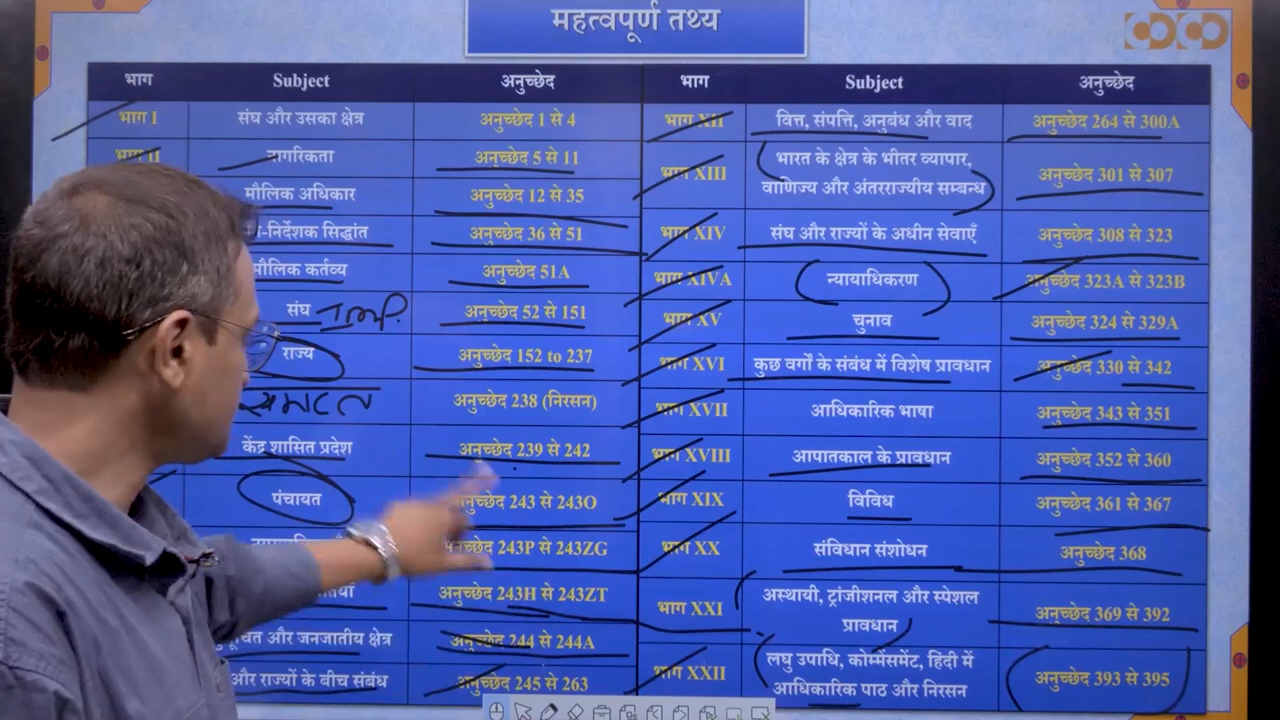 महत्वपूर्ण तथ्य
भाग Subject अनुच्छेद भाग Subject अनुच्छेद
भाग I संघ और उसका क्षेत्र अनुच्छेद 1 से 4 भाग XII वित्त, संपत्ति, अनुबंध और वाद अनुच्छेद 264 से 300A
भाग II नागरिकता अनुच्छेद 5 से 11 भाग XIII भारत के क्षेत्र के भीतर व्यापार,
वाणिज्य और अंतरराज्यीय सम्बन्ध अनुच्छेद 301 से 307
मौलिक अधिकार अनुच्छेद 12 से 35
निर्देशक सिद्धांत अनुच्छेद 36 से 51 भाग XIV संघ और राज्यों के अधीन सेवाएँ अनुच्छेद 308 से 323
मौलिक कर्तव्य अनुच्छेद 51A भाग XIVA न्यायाधिकरण अनुच्छेद 323A से 323B
संघ Imp. अनुच्छेद 52 से 151 भाग XV चुनाव अनुच्छेद 324 से 329A
राज्य अनुच्छेद 152 to 237 भाग XVI कुछ वर्गों के संबंध में विशेष प्रावधान अनुच्छेद 330 से 342
समाप्त अनुच्छेद 238 (निरसन) भाग XVII आधिकारिक भाषा अनुच्छेद 343 से 351
केंद्र शासित प्रदेश अनुच्छेद 239 से 242 भाग XVIII आपातकाल के प्रावधान अनुच्छेद 352 से 360
पंचायत अनुच्छेद 243 से 243O भाग XIX विविध अनुच्छेद 361 से 367
अनुच्छेद 243P से 243ZG भाग XX संविधान संशोधन अनुच्छेद 368
अनुच्छेद 243H से 243ZT भाग XXI अस्थायी, ट्रांजीशनल और स्पेशल
प्रावधान अनुच्छेद 369 से 392
और जनजातीय क्षेत्र अनुच्छेद 244 से 244A
और राज्यों के बीच संबंध अनुच्छेद 245 से 263 भाग XXII लघु उपाधि, कोम्मेंसमेंट, हिंदी में
आधिकारिक पाठ और निरसन अनुच्छेद 393 से 395